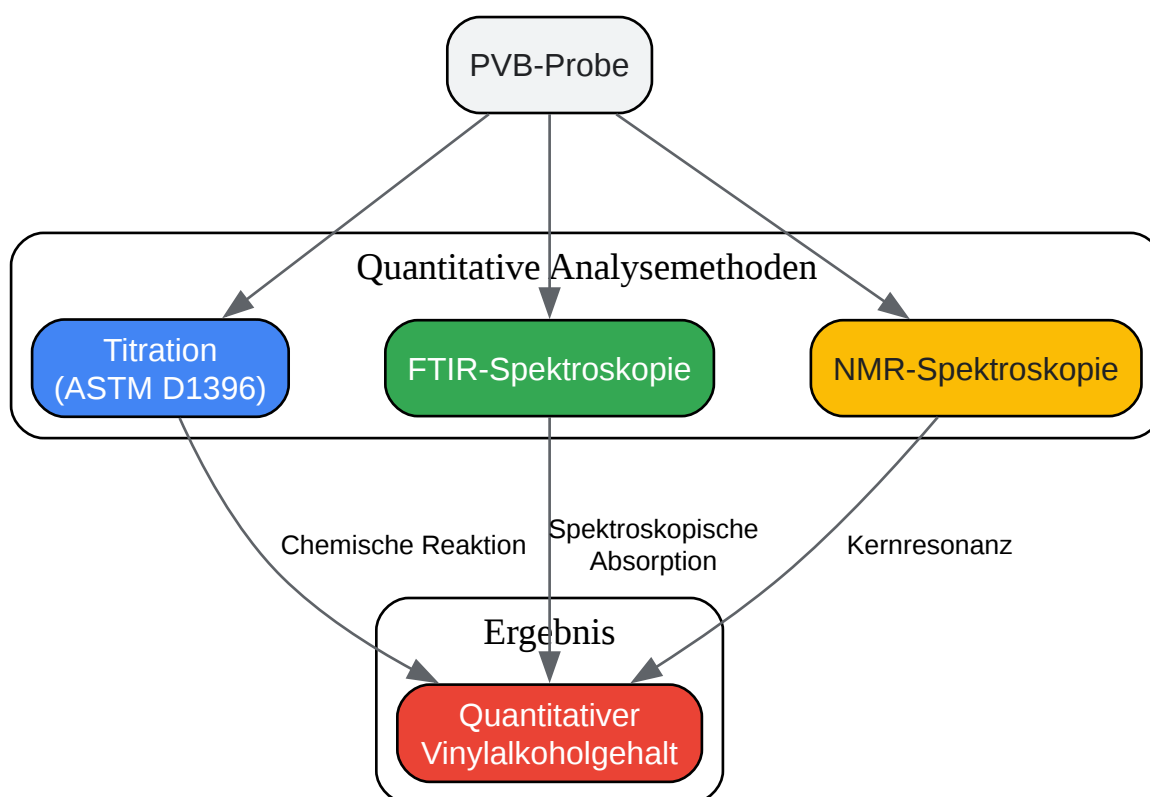 PVB-Probe
Quantitative Analysemethoden
Titration
(ASTM D1396)
FTIR-Spektroskopie
NMR-Spektroskopie
Chemische Reaktion
Spektroskopische
Absorption
Kernresonanz
Ergebnis
Quantitativer
Vinylalkoholgehalt